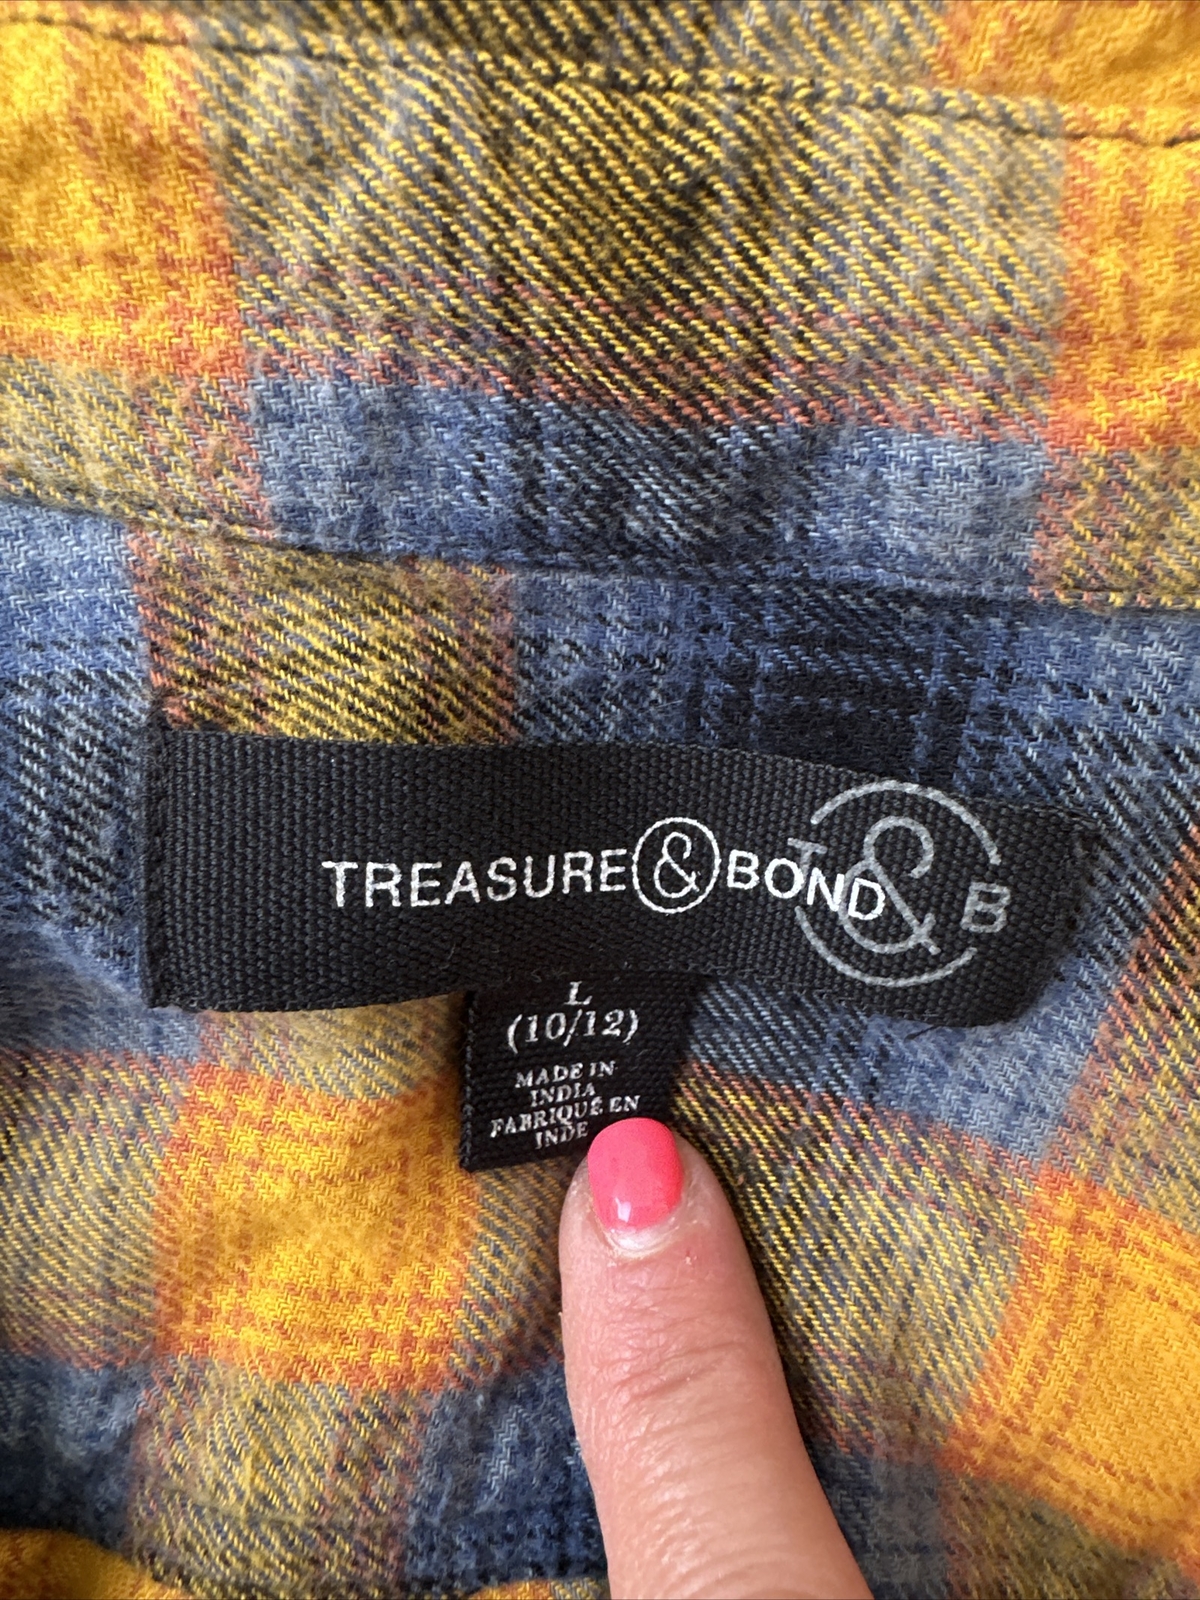 TREASURE & BOND
T & B
L
(10/12)
MADE IN
INDIA
FABRIQUÉ EN
INDE